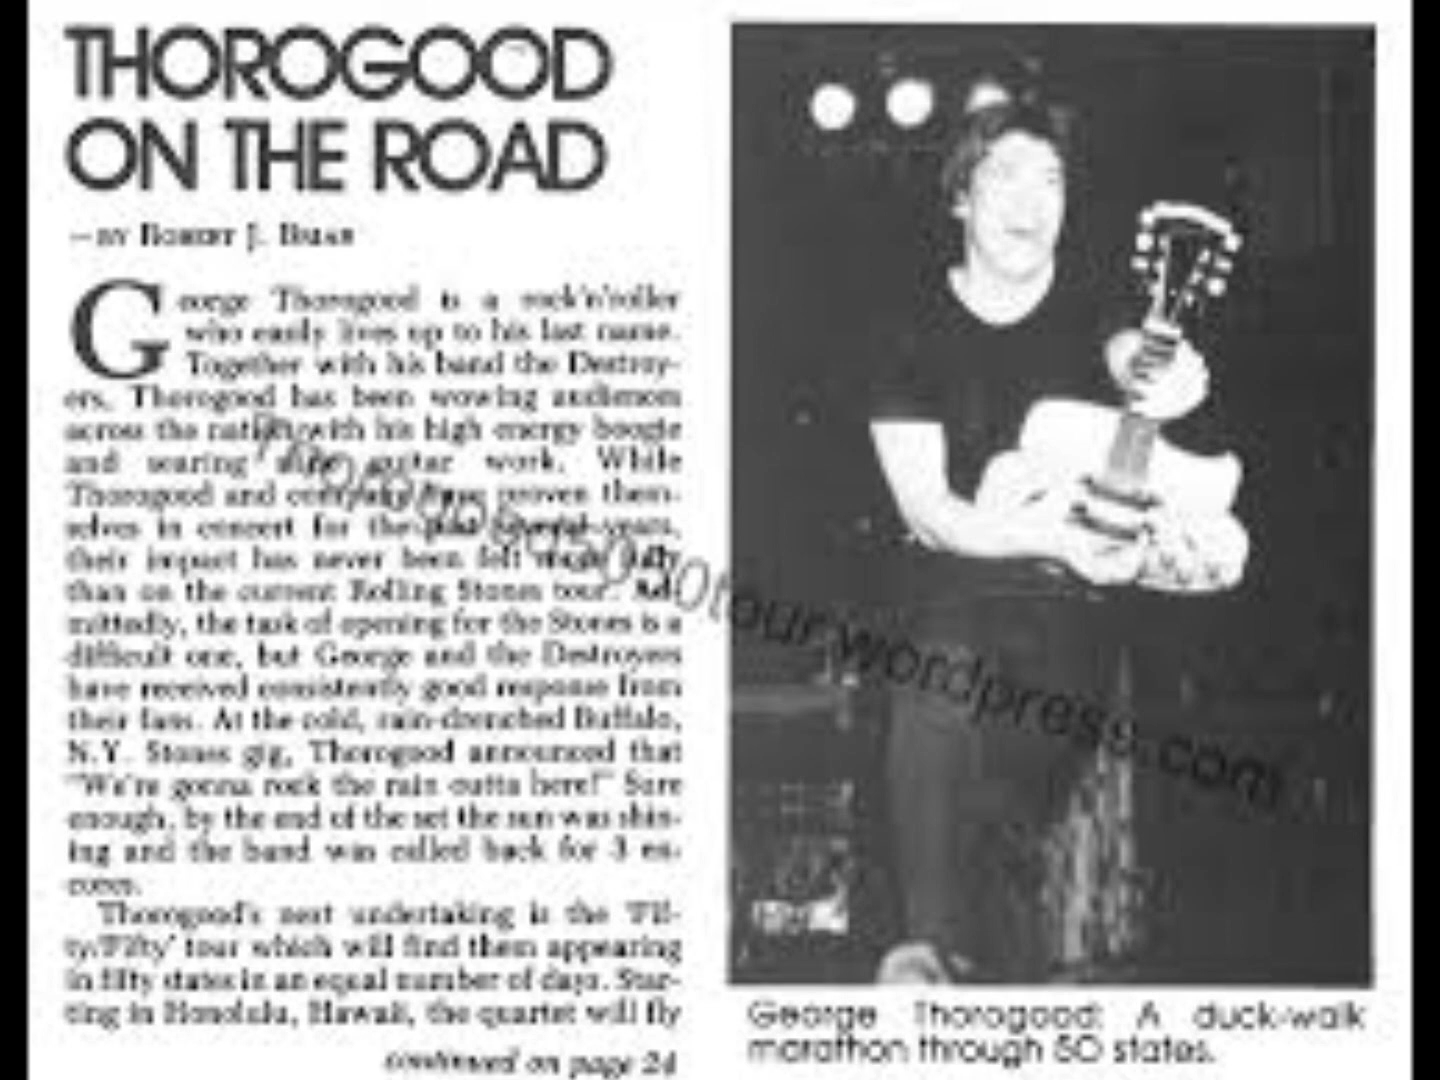 THOROGOOD
ON THE ROAD
—BY ROBERT J. BRIAN
George Thorogood is a rock'n'roller
who easily lives up to his last name.
Together with his band the Destroy-
ers, Thorogood has been wowing audiences
across the nation with his high energy boogie
and searing slide guitar work. While
Thorogood and company have proven them-
selves in concert for the past several years,
their impact has never been felt more fully
than on the current Rolling Stones tour. Ad-
mittedly, the task of opening for the Stones is a
difficult one, but George and the Destroyers
have received consistently good response from
their fans. At the cold, rain-drenched Buffalo,
N.Y. Stones gig, Thorogood announced that
"We're gonna rock the rain outta here!" Sure
enough, by the end of the set the sun was shin-
ing and the band was called back for 3 en-
cores.
Thorogood's next undertaking is the 'Fif-
ty/Fifty' tour which will find them appearing
in fifty states in an equal number of days. Star-
ting in Honolulu, Hawaii, the quartet will fly
continued on page 24
tour.wordpress.com
George Thorogood: A duck-walk
marathon through 50 states.